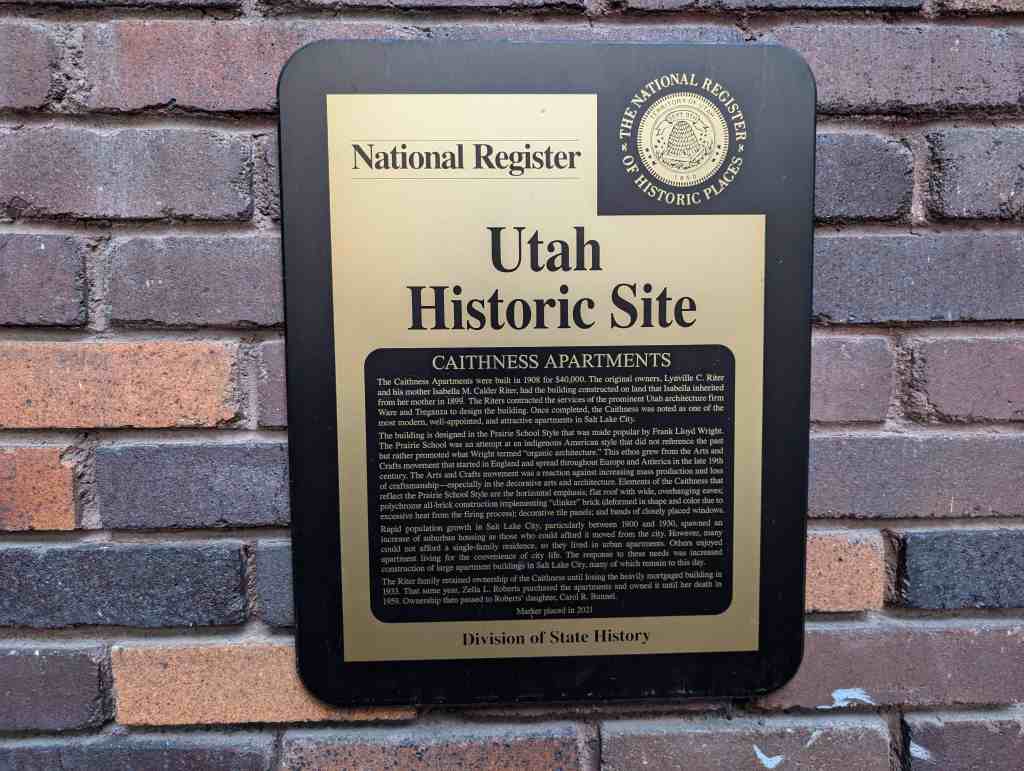 THE NATIONAL REGISTER
OF HISTORIC PLACES
TERRITORY OF UTAH
1850
National Register
Utah
Historic Site
CAITHNESS APARTMENTS
The Caithness Apartments were built in 1908 for $40,000. The original owners, Lynville C. Riter
and his mother Isabella M. Calder Riter, had the building constructed on land that Isabella inherited
from her mother in 1899. The Riters contracted the services of the prominent Utah architecture firm
Ware and Treganza to design the building. Once completed, the Caithness was noted as one of the
most modern, well-appointed, and attractive apartments in Salt Lake City.
The building is designed in the Prairie School Style that was made popular by Frank Lloyd Wright.
The Prairie School was an attempt at an indigenous American style that did not reference the past
but rather promoted what Wright termed "organic architecture." This ethos grew from the Arts and
Crafts movement that started in England and spread throughout Europe and America in the late 19th
century. The Arts and Crafts movement was a reaction against increasing mass production and loss
of craftsmanship—especially in the decorative arts and architecture. Elements of the Caithness that
reflect the Prairie School Style are the horizontal emphasis; flat roof with wide, overhanging eaves;
polychrome all-brick construction implementing "clinker" brick (deformed in shape and color due to
excessive heat from the firing process); decorative tile panels; and bands of closely placed windows.
Rapid population growth in Salt Lake City, particularly between 1900 and 1930, spawned an
increase of suburban housing as those who could afford it moved from the city. However, many
could not afford a single-family residence, so they lived in urban apartments. Others enjoyed
apartment living for the convenience of city life. The response to these needs was increased
construction of large apartment buildings in Salt Lake City, many of which remain to this day.
The Riter family retained ownership of the Caithness until losing the heavily mortgaged building in
1933. That same year, Zella L. Roberts purchased the apartments and owned it until her death in
1959. Ownership then passed to Roberts' daughter, Carol R. Bunnel.
Marker placed in 2021
Division of State History